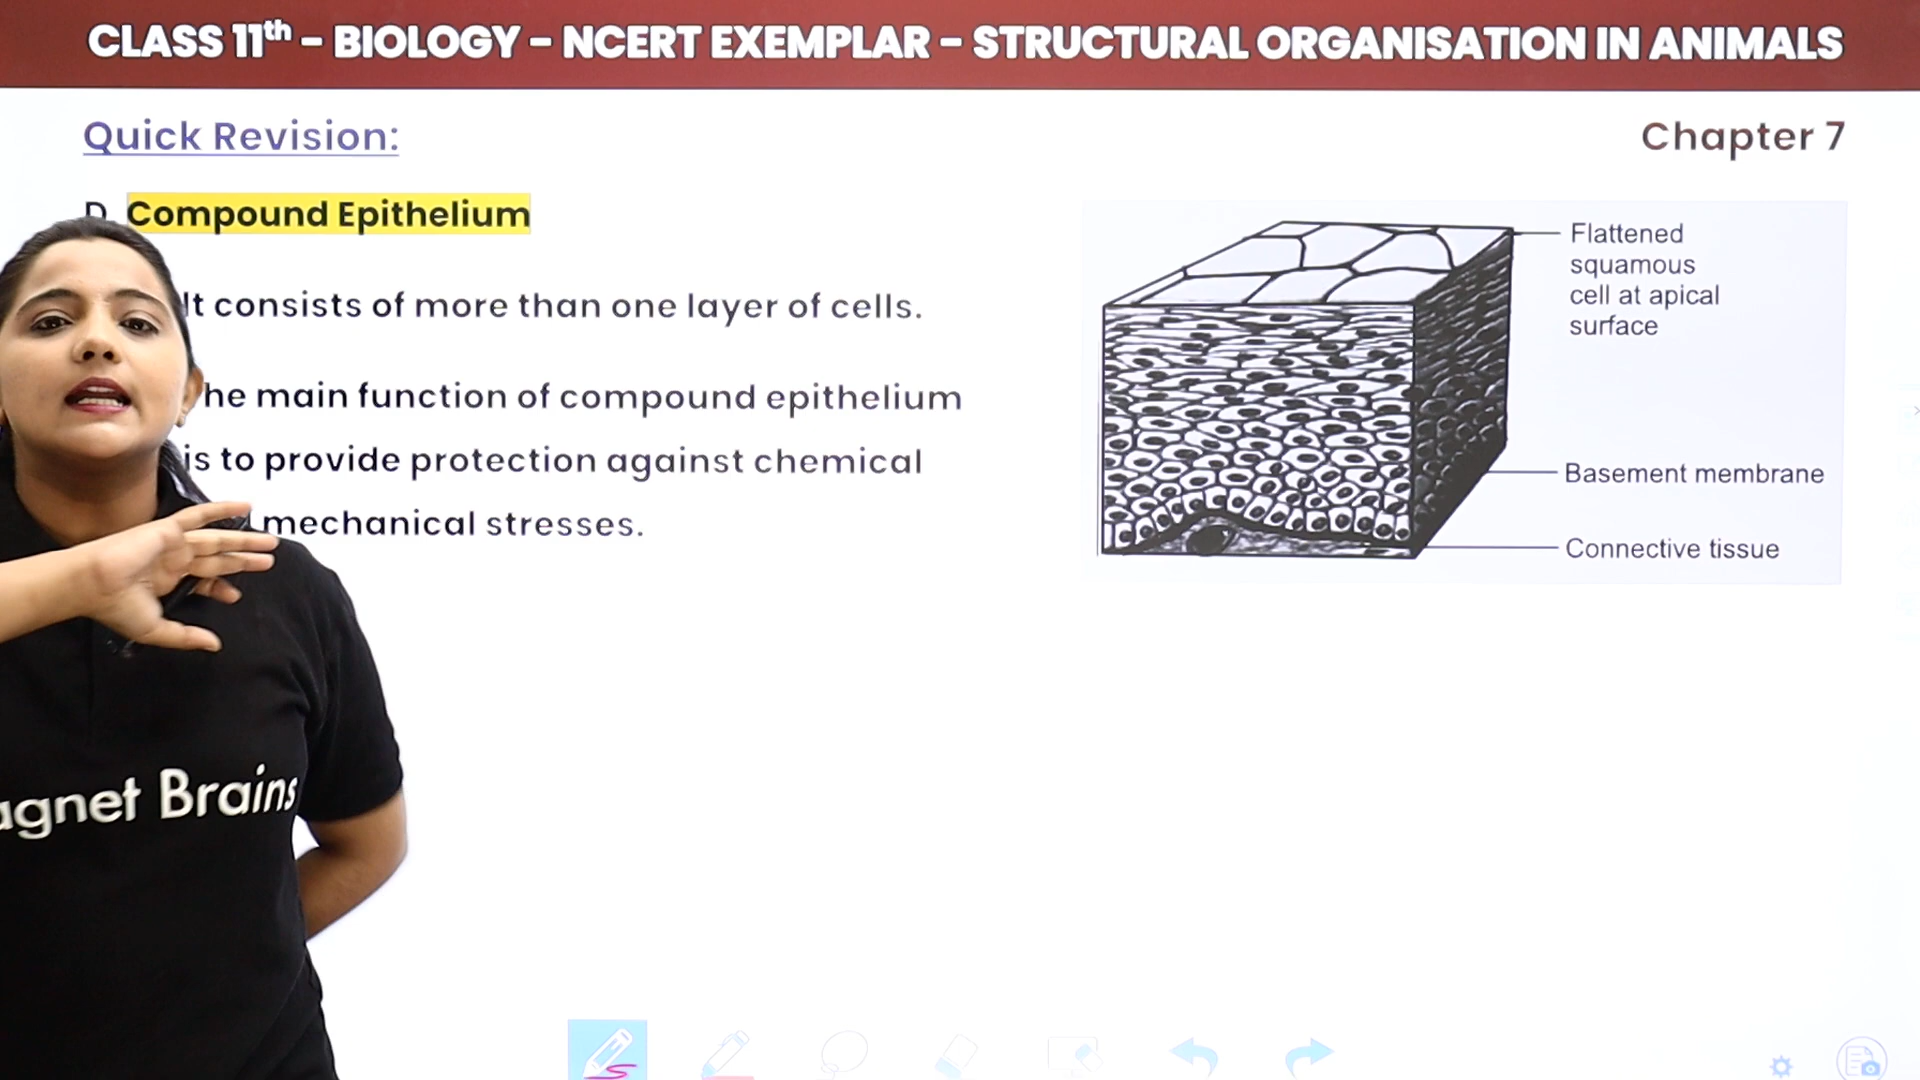 CLASS 11th - BIOLOGY - NCERT EXEMPLAR - STRUCTURAL ORGANISATION IN ANIMALS
Quick Revision:
Chapter 7
D. Compound Epithelium
It consists of more than one layer of cells.
he main function of compound epithelium
is to provide protection against chemical
mechanical stresses.
Flattened
squamous
cell at apical
surface
Basement membrane
Connective tissue
agnet Brains